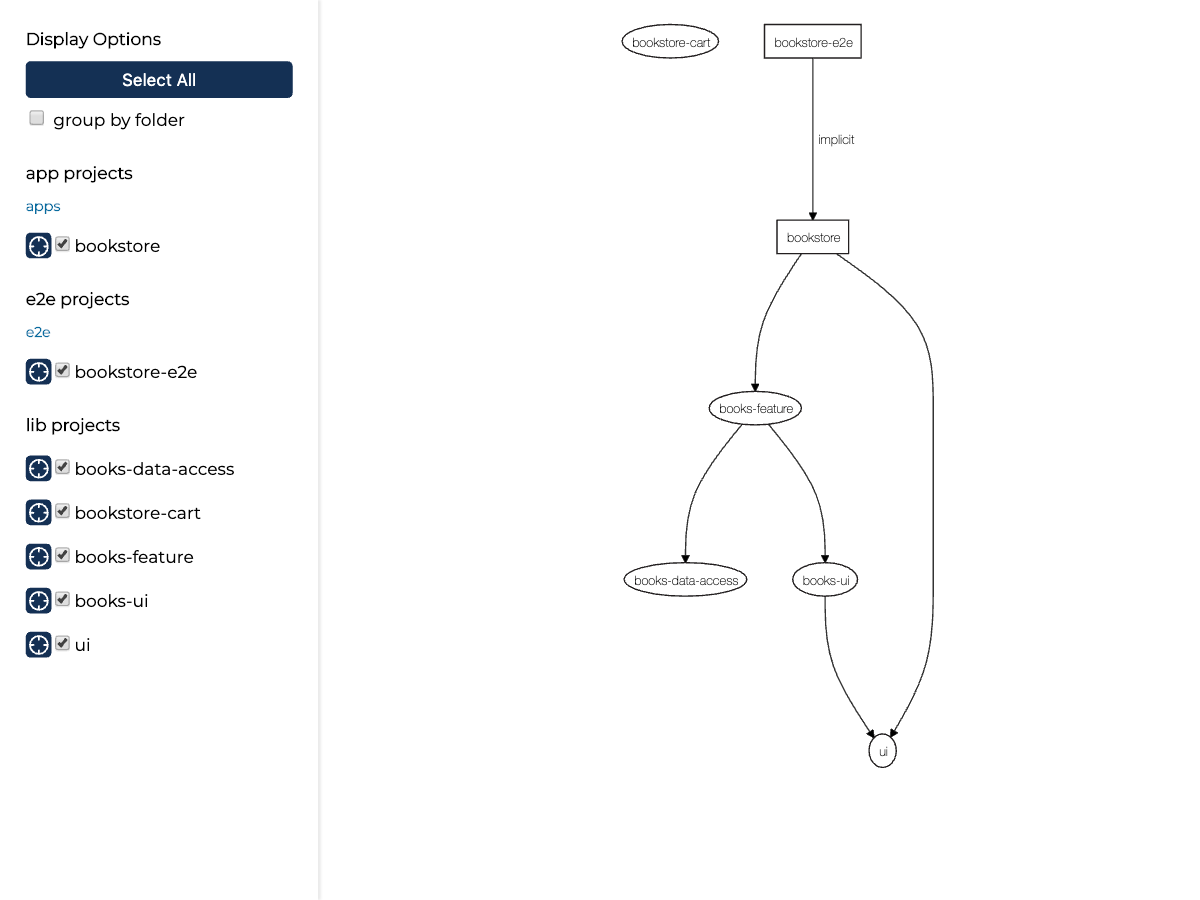 Display Options
Select All
group by folder
app projects
apps
bookstore
e2e projects
e2e
bookstore-e2e
lib projects
books-data-access
bookstore-cart
books-feature
books-ui
ui
bookstore-cart
bookstore-e2e
implicit
bookstore
books-feature
books-data-access
books-ui
ui